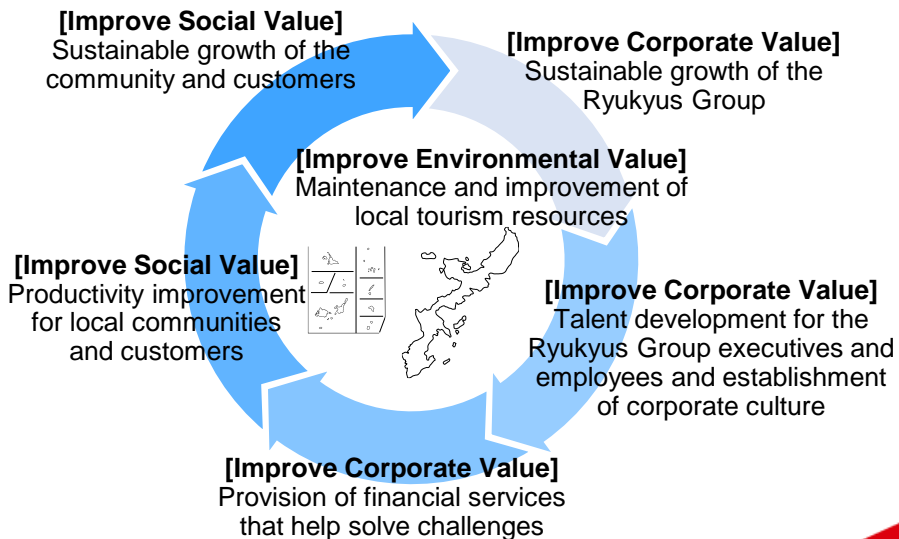 [Improve Social Value]
Sustainable growth of the
community and customers
[Improve Corporate Value]
Sustainable growth of the
Ryukyus Group
[Improve Environmental Value]
Maintenance and improvement of
local tourism resources
[Improve Social Value]
Productivity improvement
for local communities
and customers
[Improve Corporate Value]
Talent development for the
Ryukyus Group executives and
employees and establishment
of corporate culture
[Improve Corporate Value]
Provision of financial services
that help solve challenges